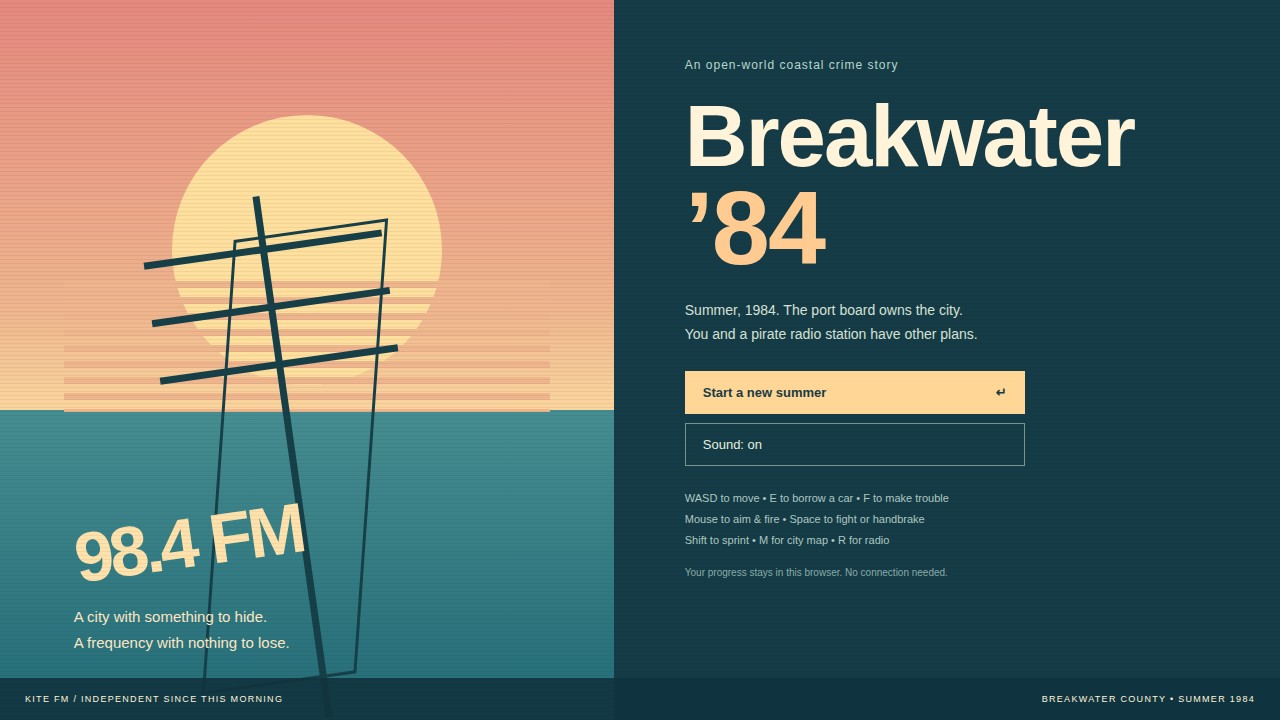 An open-world coastal crime story
Breakwater
’84
Summer, 1984. The port board owns the city.
You and a pirate radio station have other plans.
Start a new summer ↵
Sound: on
WASD to move • E to borrow a car • F to make trouble
Mouse to aim & fire • Space to fight or handbrake
Shift to sprint • M for city map • R for radio
Your progress stays in this browser. No connection needed.
98.4 FM
A city with something to hide.
A frequency with nothing to lose.
KITE FM / INDEPENDENT SINCE THIS MORNING
BREAKWATER COUNTY • SUMMER 1984